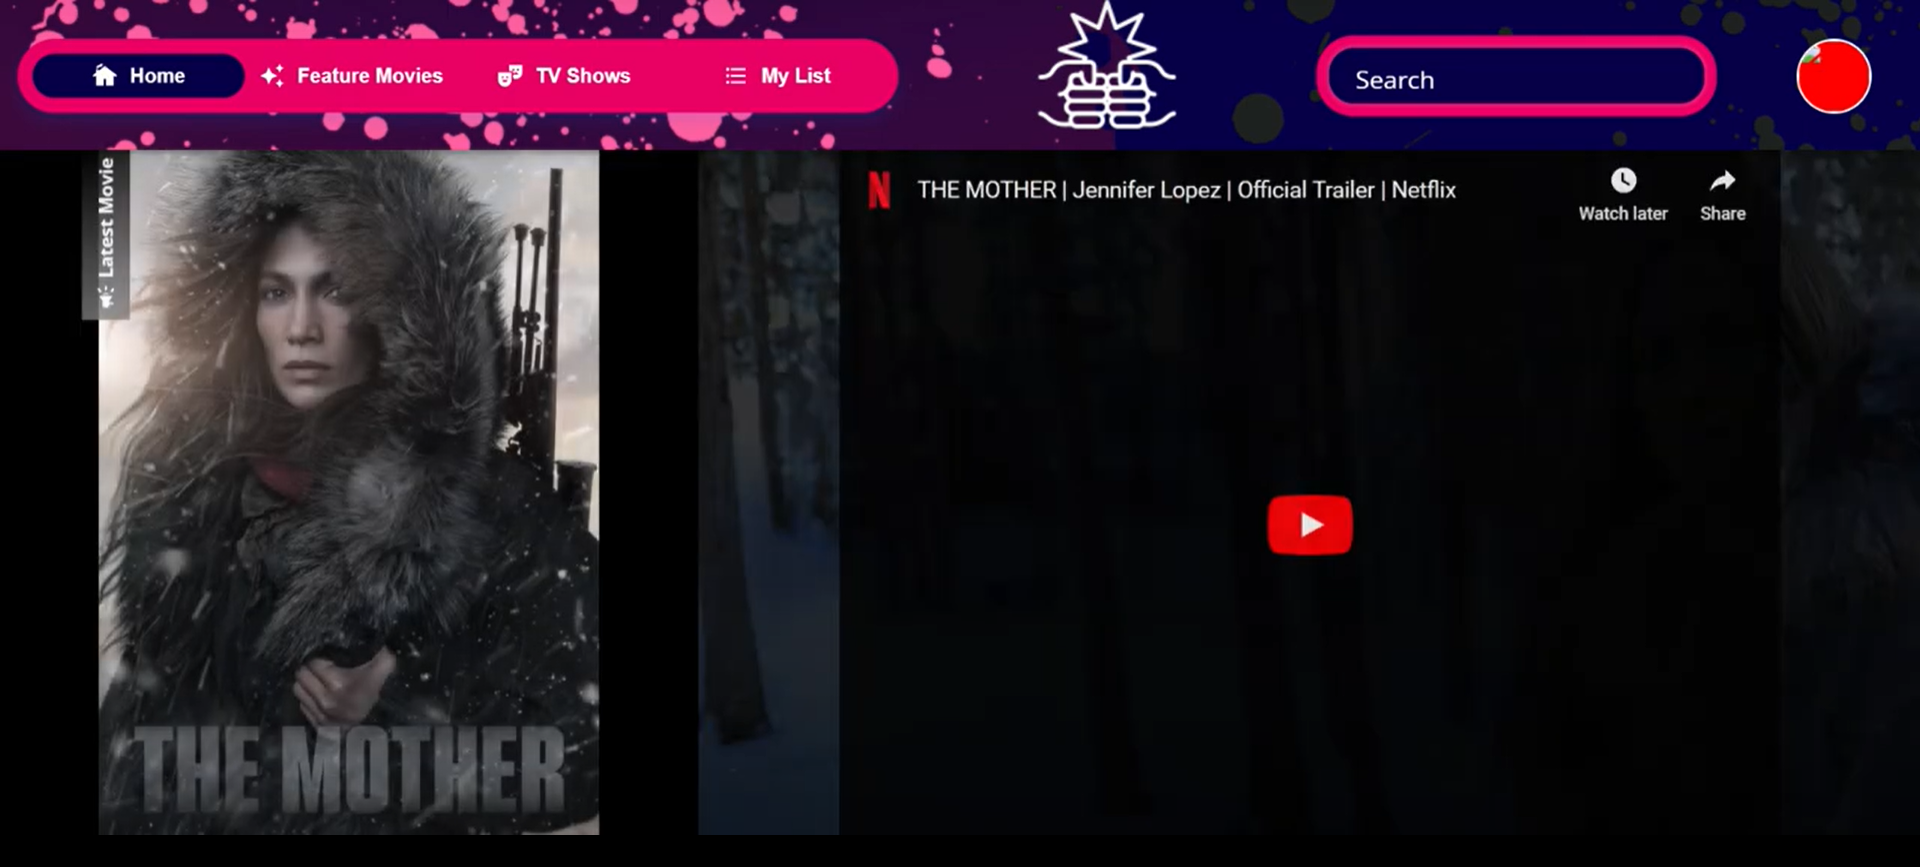 Home
Feature Movies
TV Shows
My List
Search
Latest Movie
THE MOTHER
THE MOTHER | Jennifer Lopez | Official Trailer | Netflix
Watch later
Share